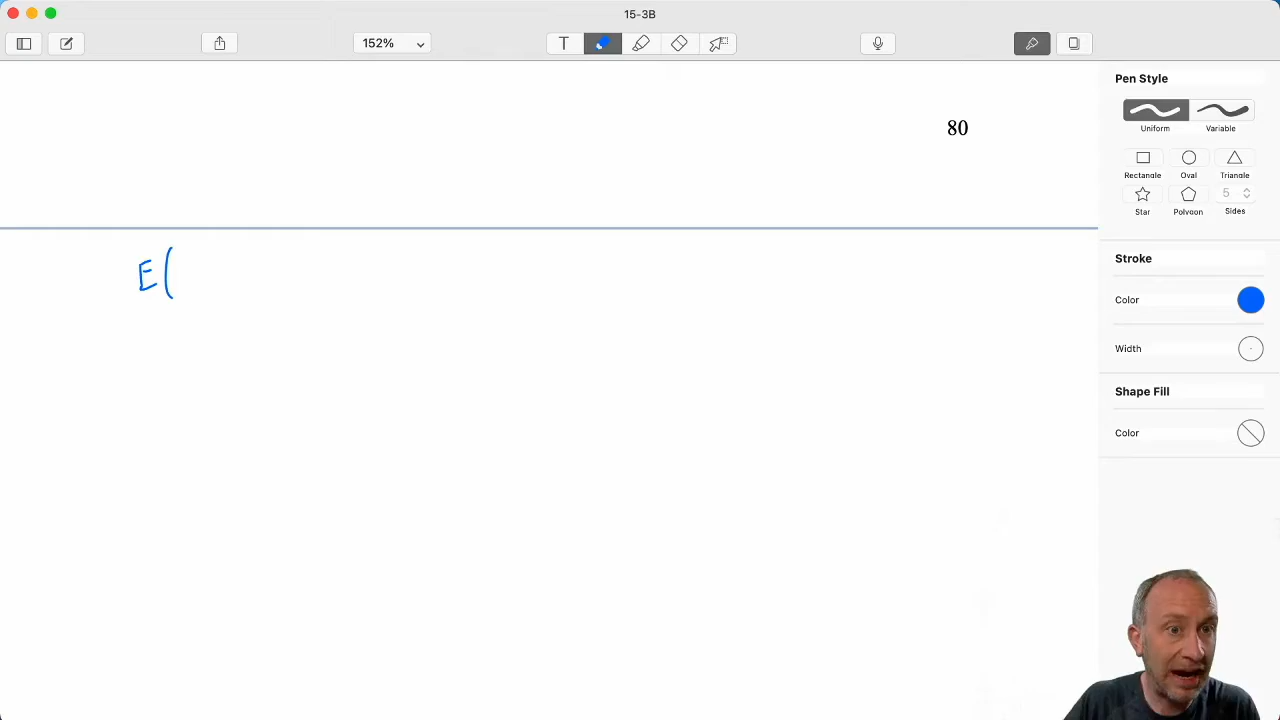 15-3B
152%
T
80
E(
Pen Style
Uniform Variable
Rectangle Oval Triangle
5
Star Polygon Sides
Stroke
Color
Width
Shape Fill
Color